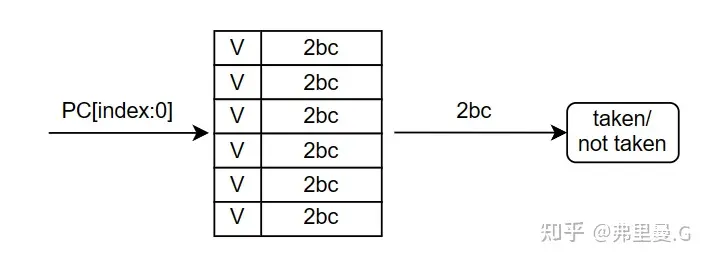 PC[index:0]
V 2bc
V 2bc
V 2bc
V 2bc
V 2bc
V 2bc
2bc
taken/
not taken
知乎 @弗里曼.G